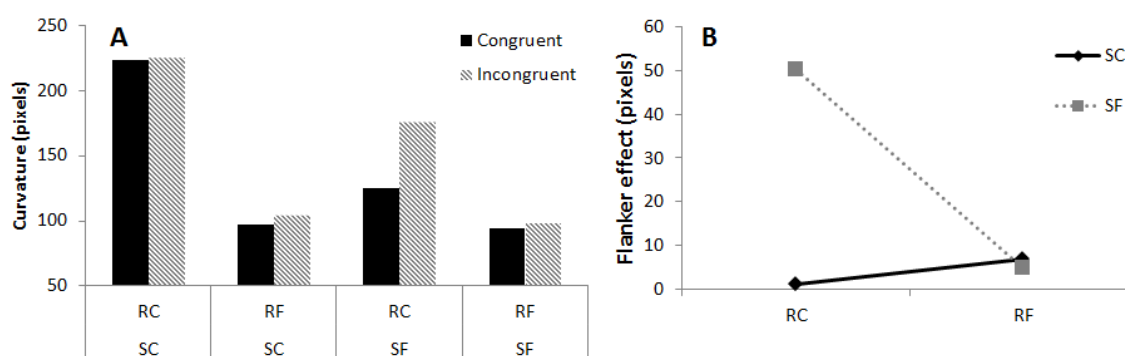 A
Congruent
Incongruent
Curvature (pixels)
250
200
150
100
50
RC RF RC RF
SC SC SF SF
B
SC
SF
Flanker effect (pixels)
60
50
40
30
20
10
0
RC RF